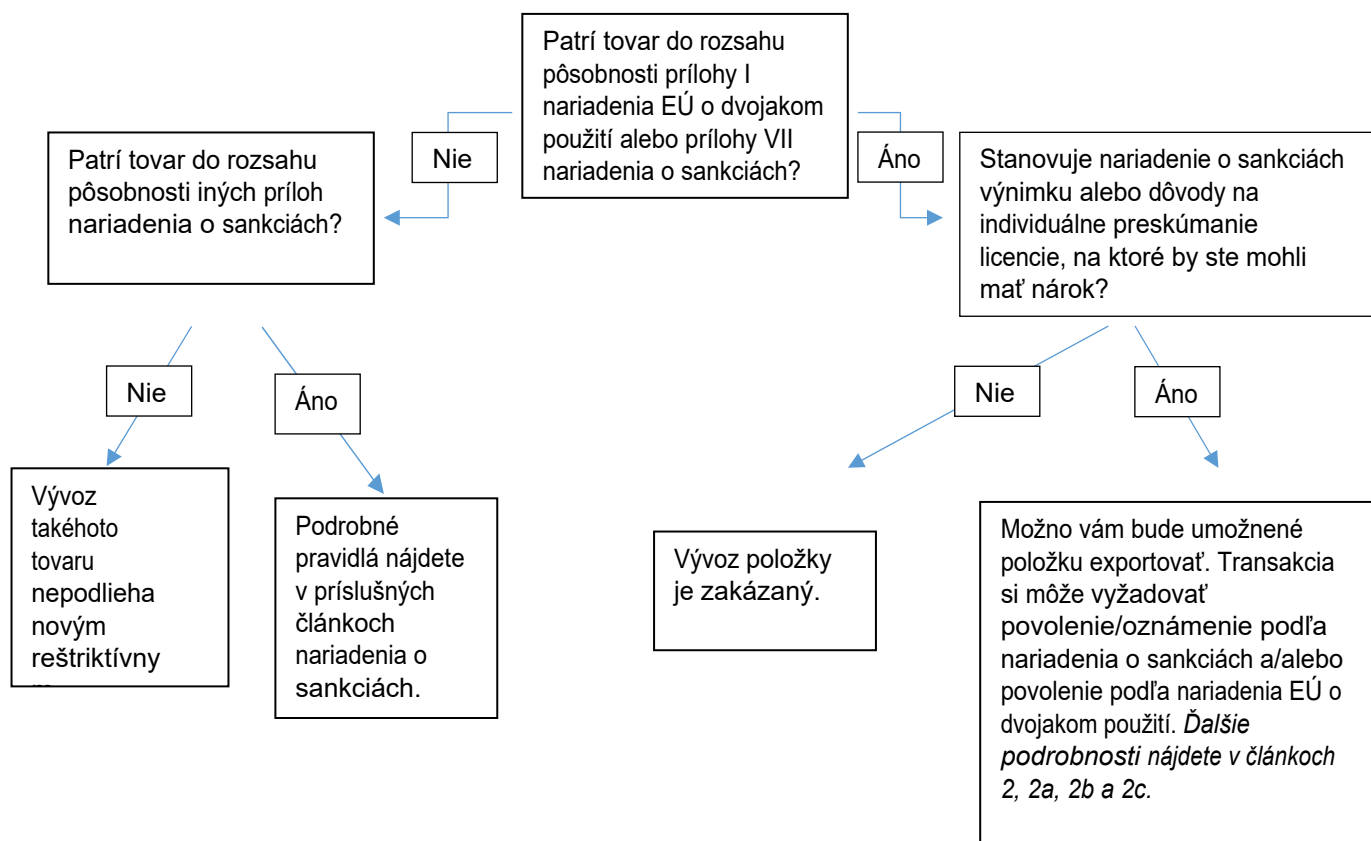 Patrí tovar do rozsahu
pôsobnosti prílohy I
nariadenia EÚ o dvojakom
použití alebo prílohy VII
nariadenia o sankciách?
Nie
Áno
Patrí tovar do rozsahu
pôsobnosti iných príloh
nariadenia o sankciách?
Stanovuje nariadenie o sankciách
výnimku alebo dôvody na
individuálne preskúmanie
licencie, na ktoré by ste mohli
mať nárok?
Nie
Áno
Nie
Áno
Vývoz
takéhoto
tovaru
nepodlieha
novým
reštriktívny
Podrobné
pravidlá nájdete
v príslušných
článkoch
nariadenia o
sankciách.
Vývoz položky
je zakázaný.
Možno vám bude umožnené
položku exportovať. Transakcia
si môže vyžadovať
povolenie/oznámenie podľa
nariadenia o sankciách a/alebo
povolenie podľa nariadenia EÚ o
dvojakom použití. Ďalšie
podrobnosti nájdete v článkoch
2, 2a, 2b a 2c.